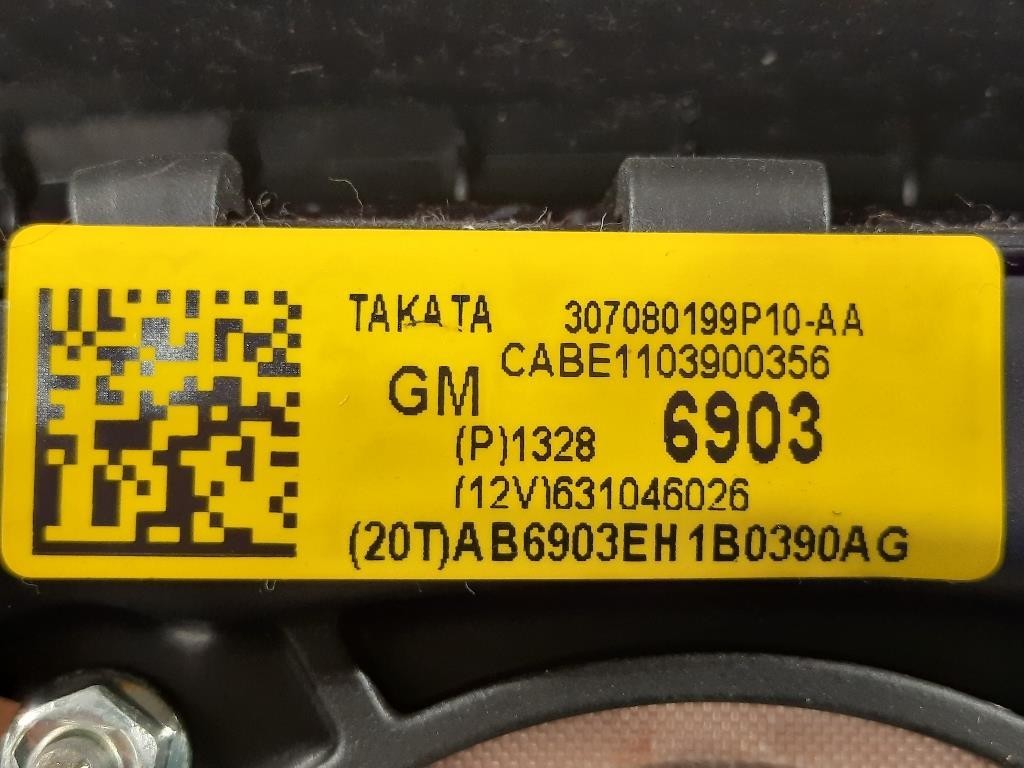 TAKATA 307080199P10-AA
CABE1103900356
GM
(P)1328 6903
(12V)631046026
(20T)AB6903EH1B0390AG